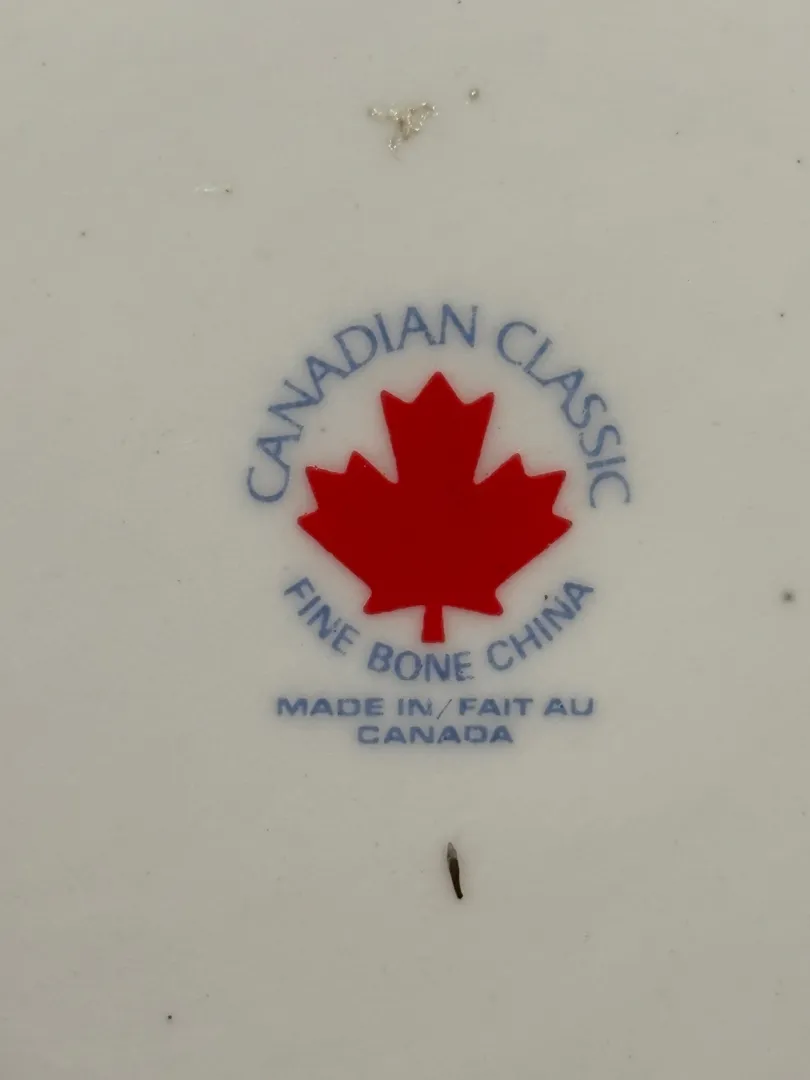 CANADIAN CLASSIC
FINE BONE CHINA
MADE IN/FAIT AU
CANADA